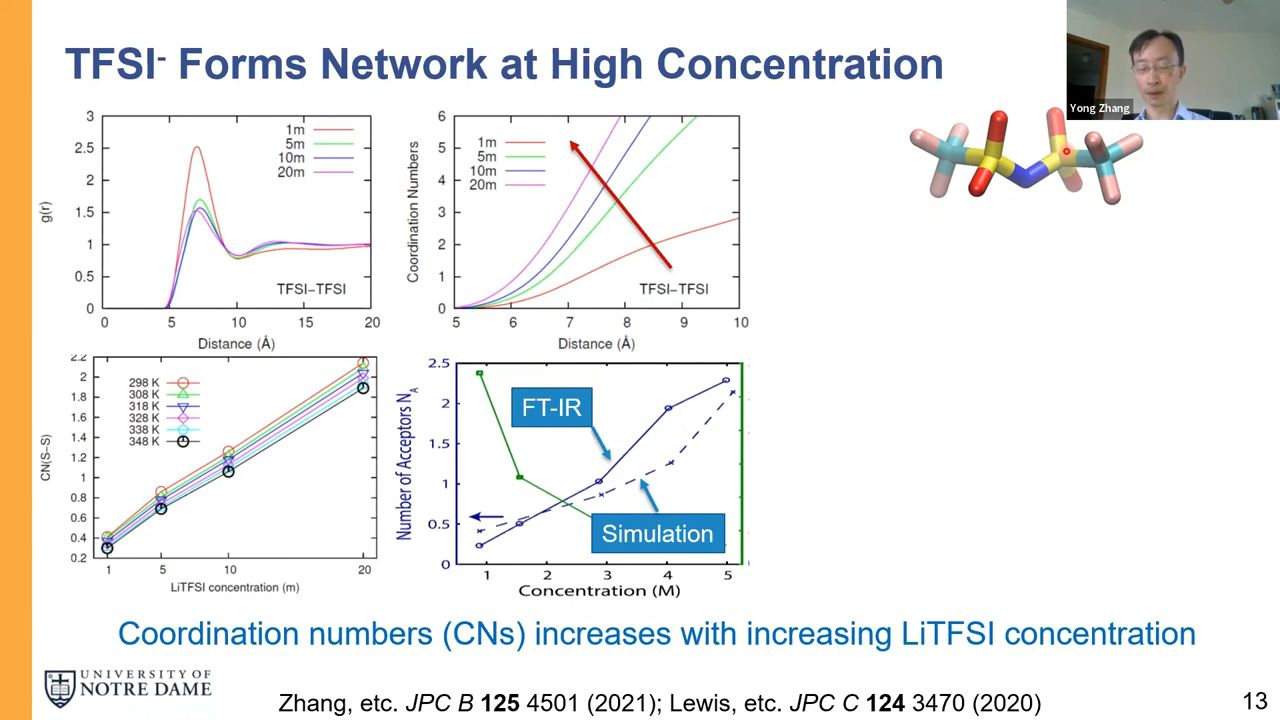 TFSI- Forms Network at High Concentration
Yong Zhang
3
2.5
2
1.5
1
0.5
0
g(r)
1m
5m
10m
20m
TFSI-TFSI
0 5 10 15 20
Distance (Å)
6
5
4
3
2
1
0
Coordination Numbers
1m
5m
10m
20m
TFSI-TFSI
5 6 7 8 9 10
Distance (Å)
2.2
2
1.8
1.6
1.4
1.2
1
0.8
0.6
0.4
0.2
CN(S-S)
298 K
308 K
318 K
328 K
338 K
348 K
1 5 10 20
LiTFSI concentration (m)
2.5
2
1.5
1
0.5
0
Number of Acceptors NA
FT-IR
Simulation
1 2 3 4 5
Concentration (M)
Coordination numbers (CNs) increases with increasing LiTFSI concentration
UNIVERSITY OF
NOTRE DAME
Zhang, etc. JPC B 125 4501 (2021); Lewis, etc. JPC C 124 3470 (2020)
13